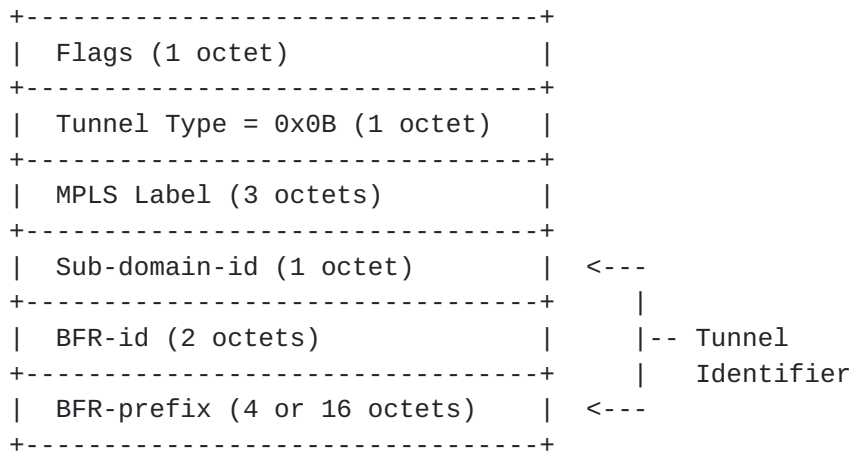 +---------------------------------+
|  Flags (1 octet)                |
+---------------------------------+
|  Tunnel Type = 0x0B (1 octet)   |
+---------------------------------+
|  MPLS Label (3 octets)          |
+---------------------------------+
|  Sub-domain-id (1 octet)        |  <---
+---------------------------------+     |
|  BFR-id (2 octets)              |     |-- Tunnel
+---------------------------------+     |   Identifier
|  BFR-prefix (4 or 16 octets)    |  <---
+---------------------------------+